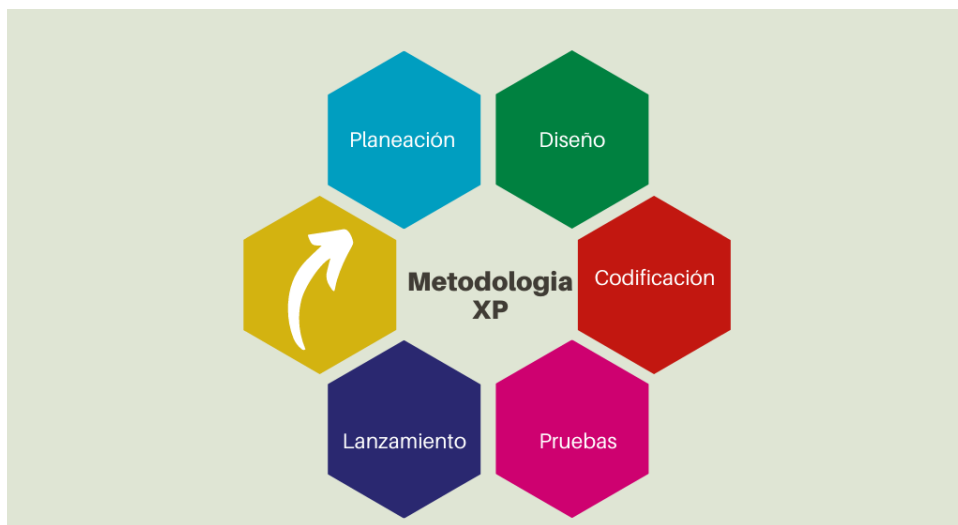 Planeación
Diseño
Metodologia
XP
Codificación
Lanzamiento
Pruebas